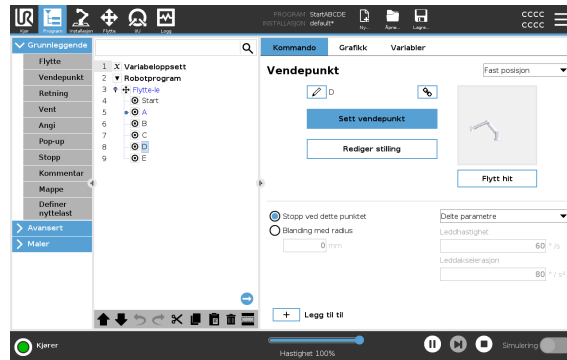 PROGRAM StartABCDE
INSTALLASJON default*
Kjør Program Installasjon Flytte I/U Logg
Ny... Åpne... Lagre...
cccc
cccc
Grunnleggende
Flytte
Vendepunkt
Retning
Vent
Angi
Pop-up
Stopp
Kommentar
Mappe
Definer
nyttelast
Avansert
Maler
1 X Variabeloppsett
2 Robotprogram
3 Flytte-le
4 Start
5 A
6 B
7 C
8 D
9 E
Kommando Grafikk Variabler
Vendepunkt
Fast posisjon
D
Sett vendepunkt
Rediger stilling
Flytt hit
Stopp ved dette punktet
Blanding med radius
0 mm
Delte parametre
Leddhastighet
60 °/s
Leddakselerasjon
80 °/s²
+ Legg til til
Kjører
Hastighet 100%
Simulering